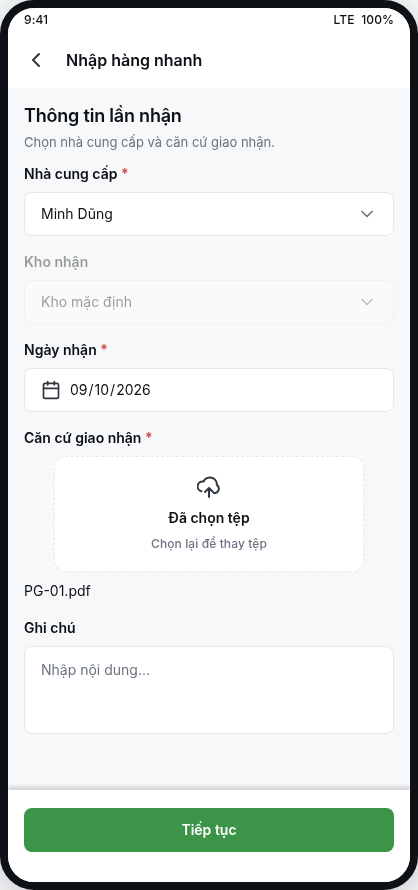 9:41
LTE 100%
Nhập hàng nhanh
Thông tin lần nhận
Chọn nhà cung cấp và căn cứ giao nhận.
Nhà cung cấp *
Minh Dũng
Kho nhận
Kho mặc định
Ngày nhận *
09/10/2026
Căn cứ giao nhận *
Đã chọn tệp
Chọn lại để thay tệp
PG-01.pdf
Ghi chú
Nhập nội dung...
Tiếp tục